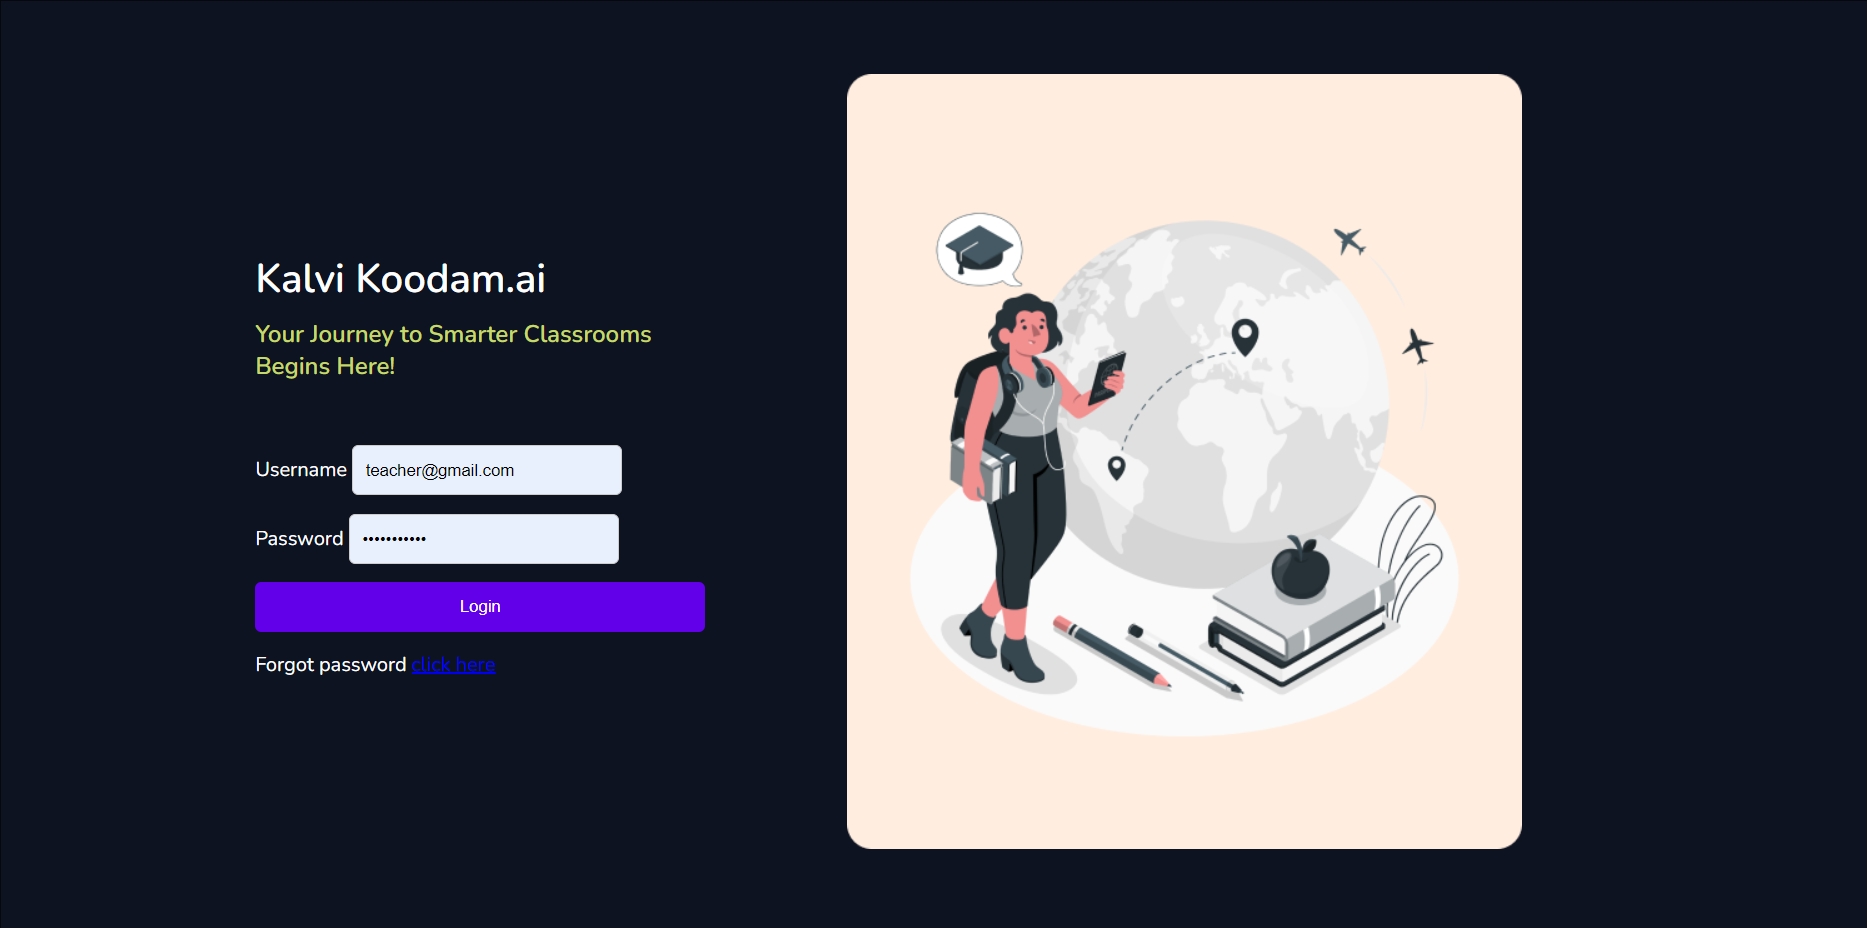 Kalvi Koodam.ai
Your Journey to Smarter Classrooms
Begins Here!
Username teacher@gmail.com
Password •••••••••••
Login
Forgot password click here